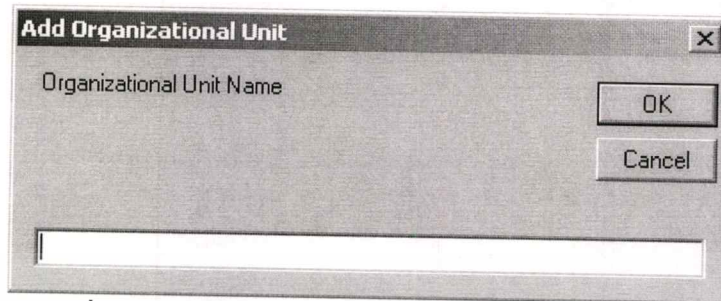 Add Organizational Unit
Organizational Unit Name
OK
Cancel